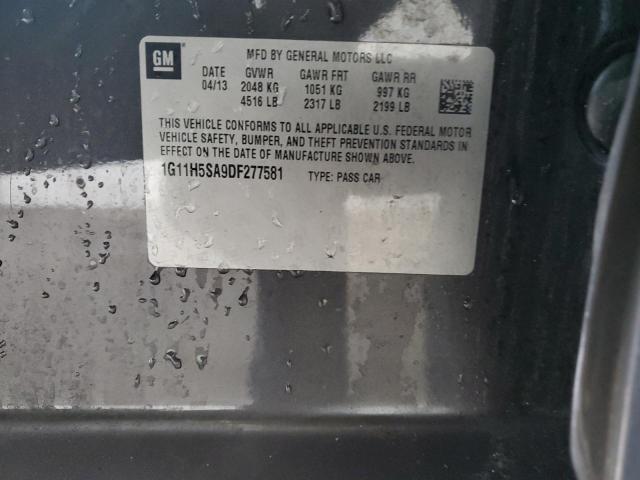 GM MFD BY GENERAL MOTORS LLC
DATE GVWR GAWR FRT GAWR RR
04/13 2048 KG 1051 KG 997 KG
4516 LB 2317 LB 2199 LB
THIS VEHICLE CONFORMS TO ALL APPLICABLE U.S. FEDERAL MOTOR
VEHICLE SAFETY, BUMPER, AND THEFT PREVENTION STANDARDS IN
EFFECT ON THE DATE OF MANUFACTURE SHOWN ABOVE.
1G11H5SA9DF277581 TYPE: PASS CAR